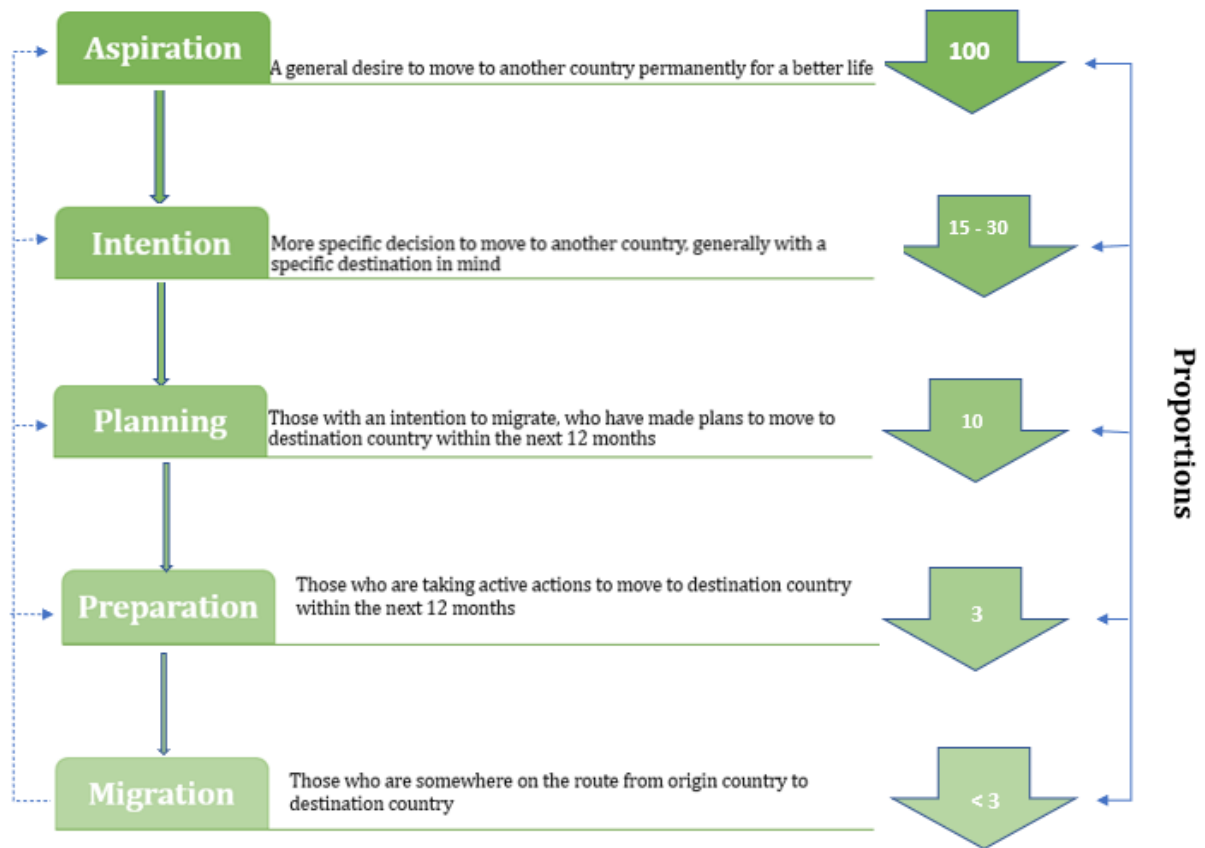 Aspiration
A general desire to move to another country permanently for a better life
100
Intention
More specific decision to move to another country, generally with a
specific destination in mind
15 - 30
Planning
Those with an intention to migrate, who have made plans to move to
destination country within the next 12 months
10
Preparation
Those who are taking active actions to move to destination country
within the next 12 months
3
Migration
Those who are somewhere on the route from origin country to
destination country
< 3
Proportions